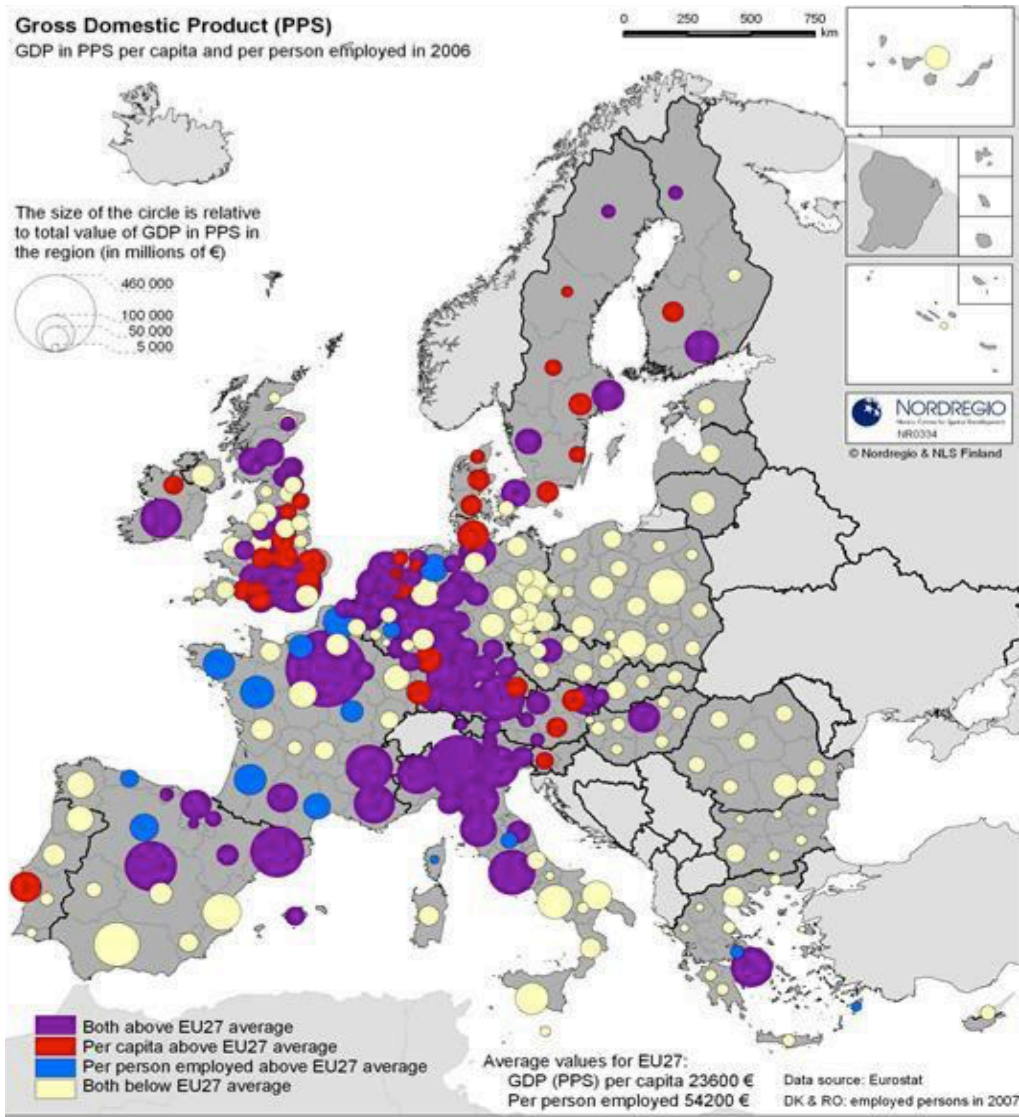 Gross Domestic Product (PPS)
GDP in PPS per capita and per person employed in 2006
0 250 500 750
km
The size of the circle is relative
to total value of GDP in PPS in
the region (in millions of €)
460 000
100 000
50 000
5 000
NORDREGIO
NR0334
© Nordregio & NLS Finland
Both above EU27 average
Per capita above EU27 average
Per person employed above EU27 average
Both below EU27 average
Average values for EU27:
GDP (PPS) per capita 23600 €
Per person employed 54200 €
Data source: Eurostat
DK & RO: employed persons in 2007